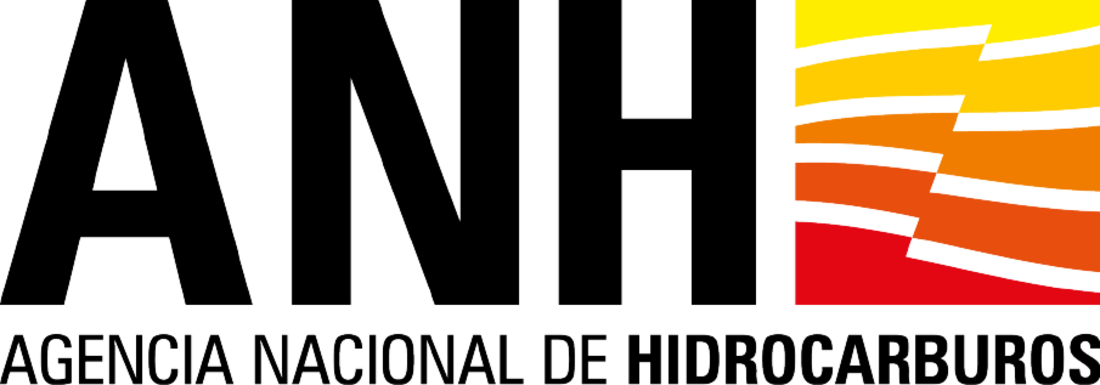 ANH
AGENCIA NACIONAL DE HIDROCARBUROS